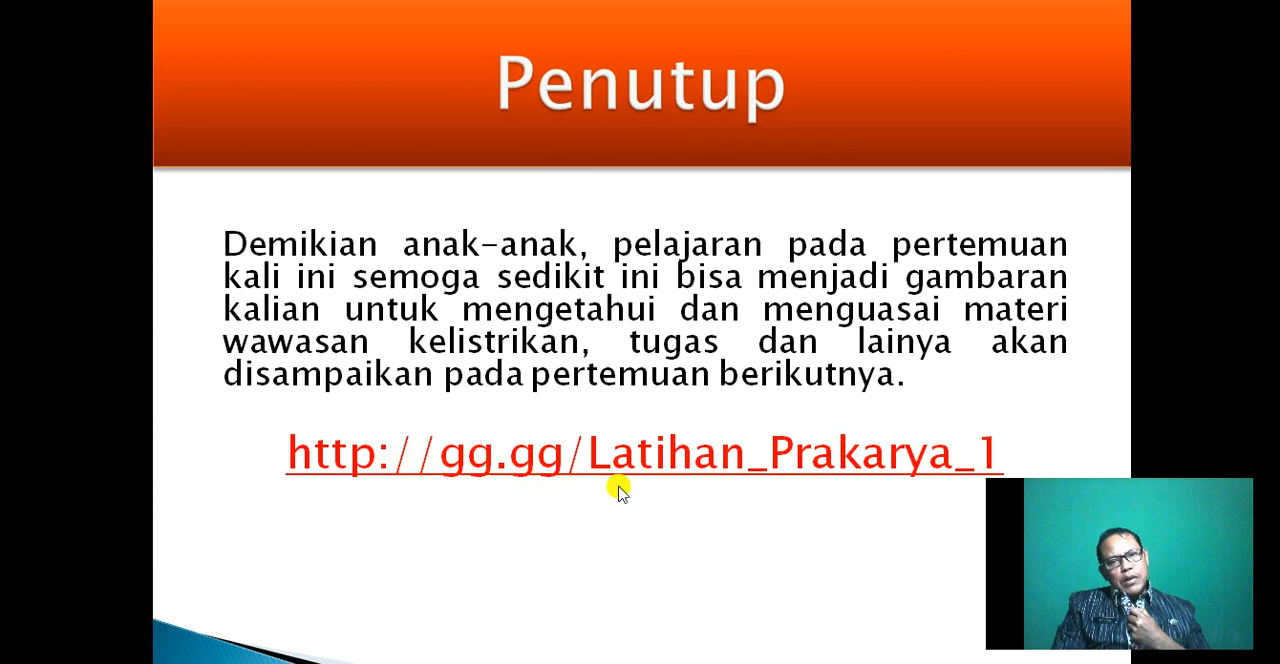 Penutup
Demikian anak-anak, pelajaran pada pertemuan
kali ini semoga sedikit ini bisa menjadi gambaran
kalian untuk mengetahui dan menguasai materi
wawasan kelistrikan, tugas dan lainya akan
disampaikan pada pertemuan berikutnya.
http://gg.gg/Latihan_Prakarya_1